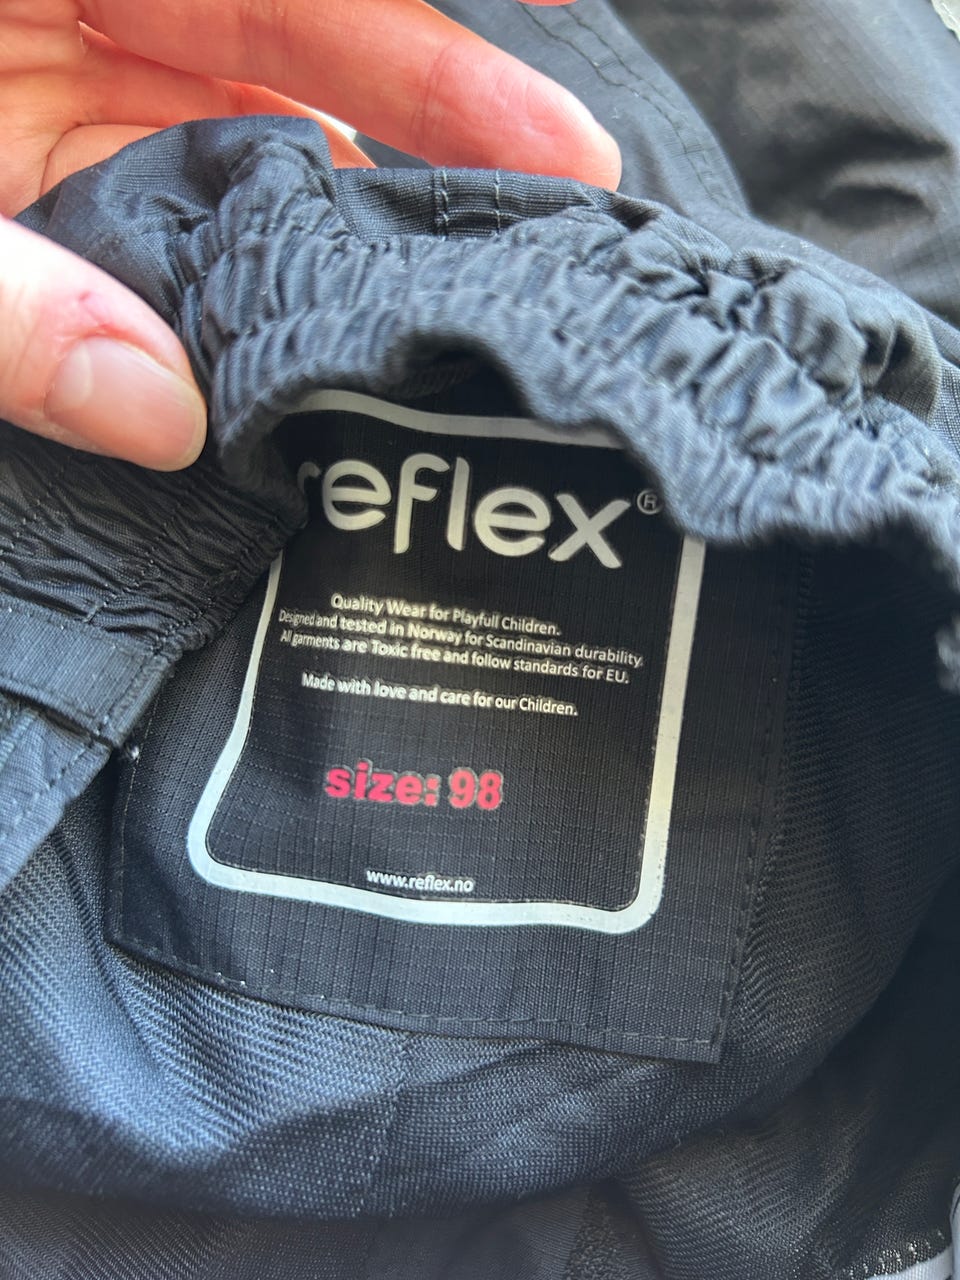 reflex®
Quality Wear for Playfull Children.
Designed and tested in Norway for Scandinavian durability.
All garments are Toxic free and follow standards for EU.
Made with love and care for our Children.
size: 98
www.reflex.no